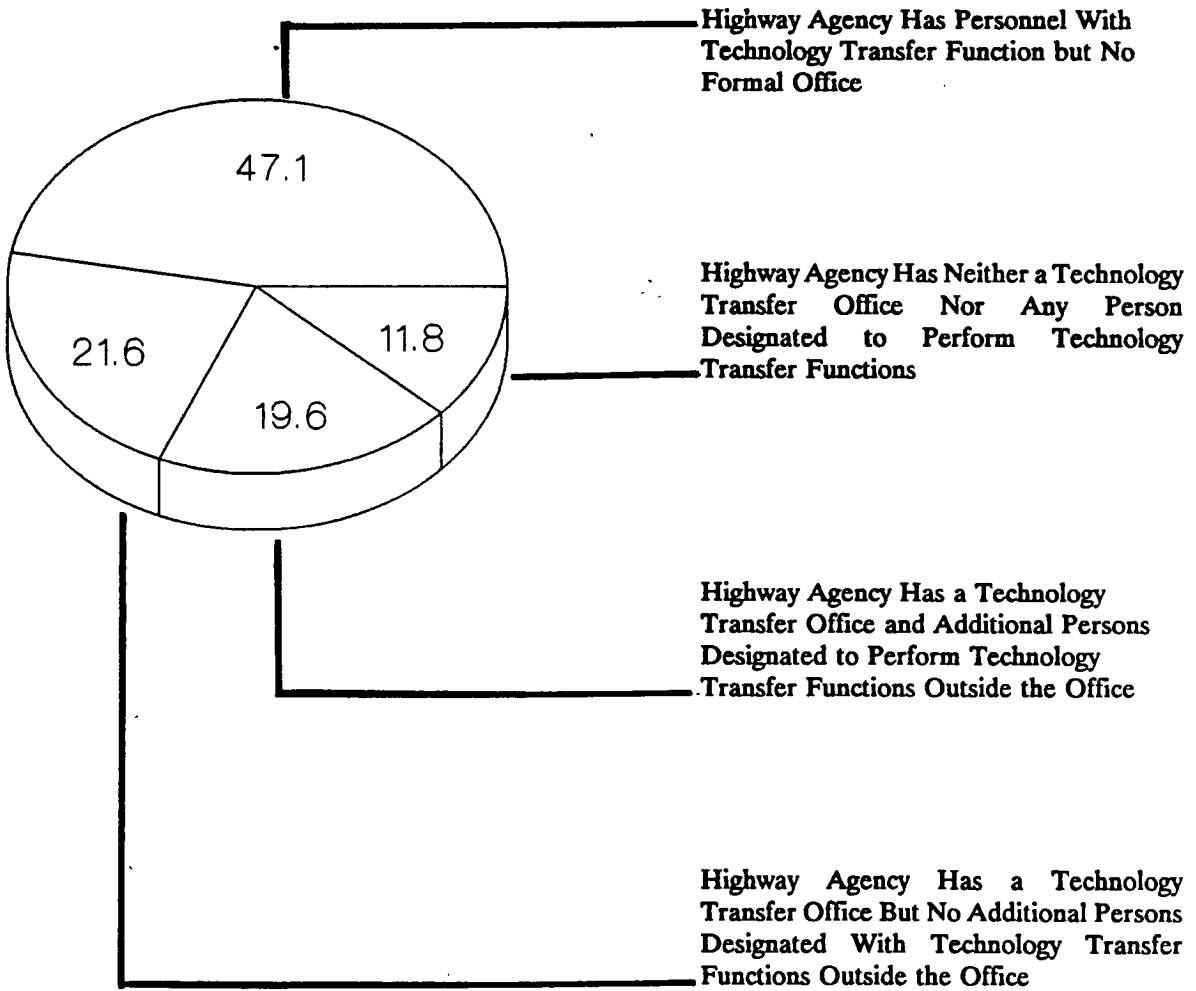 Highway Agency Has Personnel With
Technology Transfer Function but No
Formal Office
47.1
Highway Agency Has Neither a Technology
Transfer Office Nor Any Person
Designated to Perform Technology
Transfer Functions
11.8
21.6
19.6
Highway Agency Has a Technology
Transfer Office and Additional Persons
Designated to Perform Technology
Transfer Functions Outside the Office
Highway Agency Has a Technology
Transfer Office But No Additional Persons
Designated With Technology Transfer
Functions Outside the Office